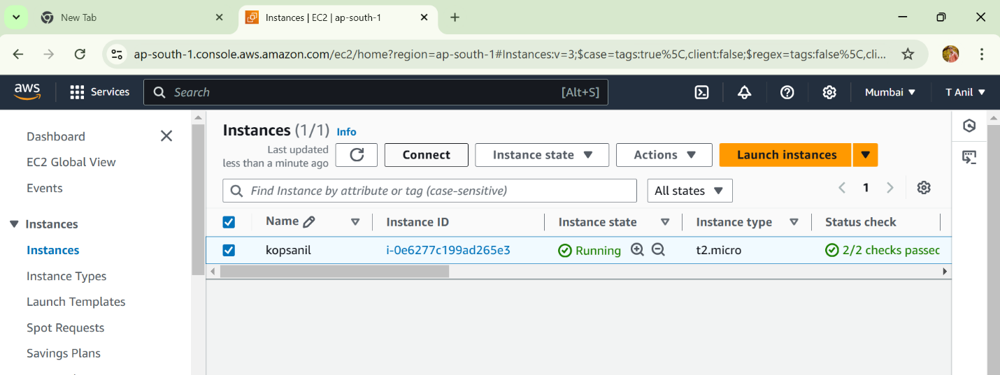 New Tab
Instances | EC2 | ap-south-1
ap-south-1.console.aws.amazon.com/ec2/home?region=ap-south-1#Instances:v=3;$case=tags:true%5C,client:false;$regex=tags:false%5C,cli...
aws
Services
Search
[Alt+S]
Mumbai
T Anil
Dashboard
EC2 Global View
Events
Instances
Instances
Instance Types
Launch Templates
Spot Requests
Savings Plans
Instances (1/1) Info
Last updated
less than a minute ago
Connect
Instance state
Actions
Launch instances
Find Instance by attribute or tag (case-sensitive)
All states
1
Name Instance ID Instance state Instance type Status check
kopsanil i-0e6277c199ad265e3 Running t2.micro 2/2 checks passec